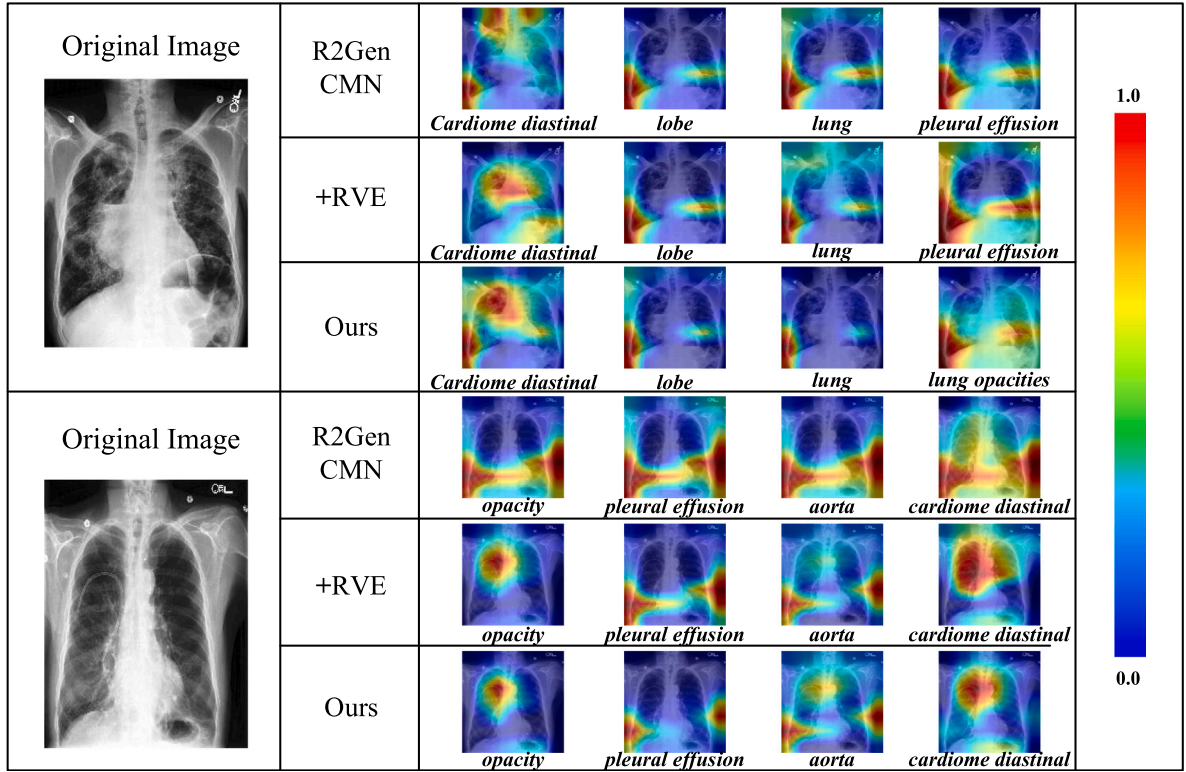 Original Image
R2Gen
CMN
Cardiome diastinal lobe lung pleural effusion
+RVE
Cardiome diastinal lobe lung pleural effusion
Ours
Cardiome diastinal lobe lung lung opacities
1.0
0.0
Original Image
R2Gen
CMN
opacity pleural effusion aorta cardiome diastinal
+RVE
opacity pleural effusion aorta cardiome diastinal
Ours
opacity pleural effusion aorta cardiome diastinal